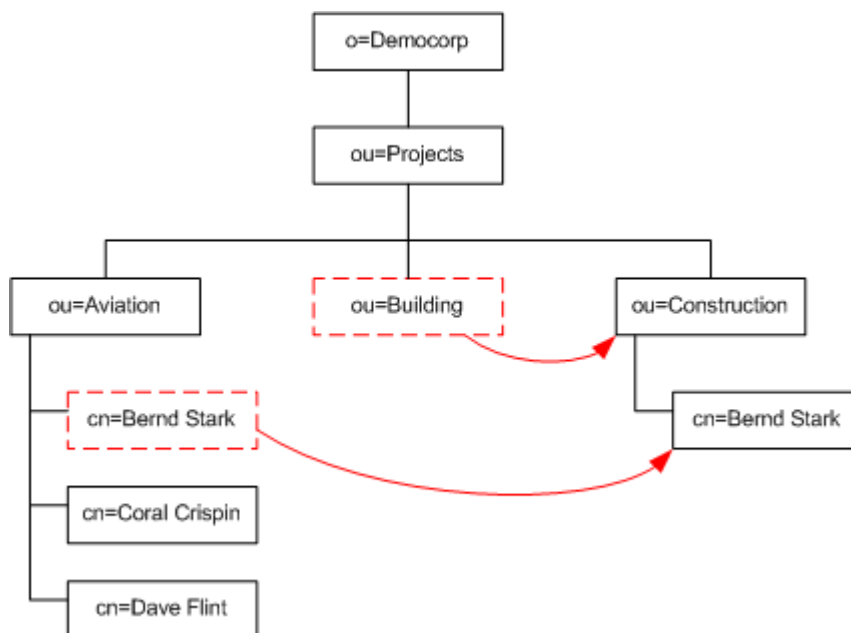 o=Democorp
ou=Projects
ou=Aviation
ou=Building
ou=Construction
cn=Bernd Stark
cn=Bernd Stark
cn=Coral Crispin
cn=Dave Flint